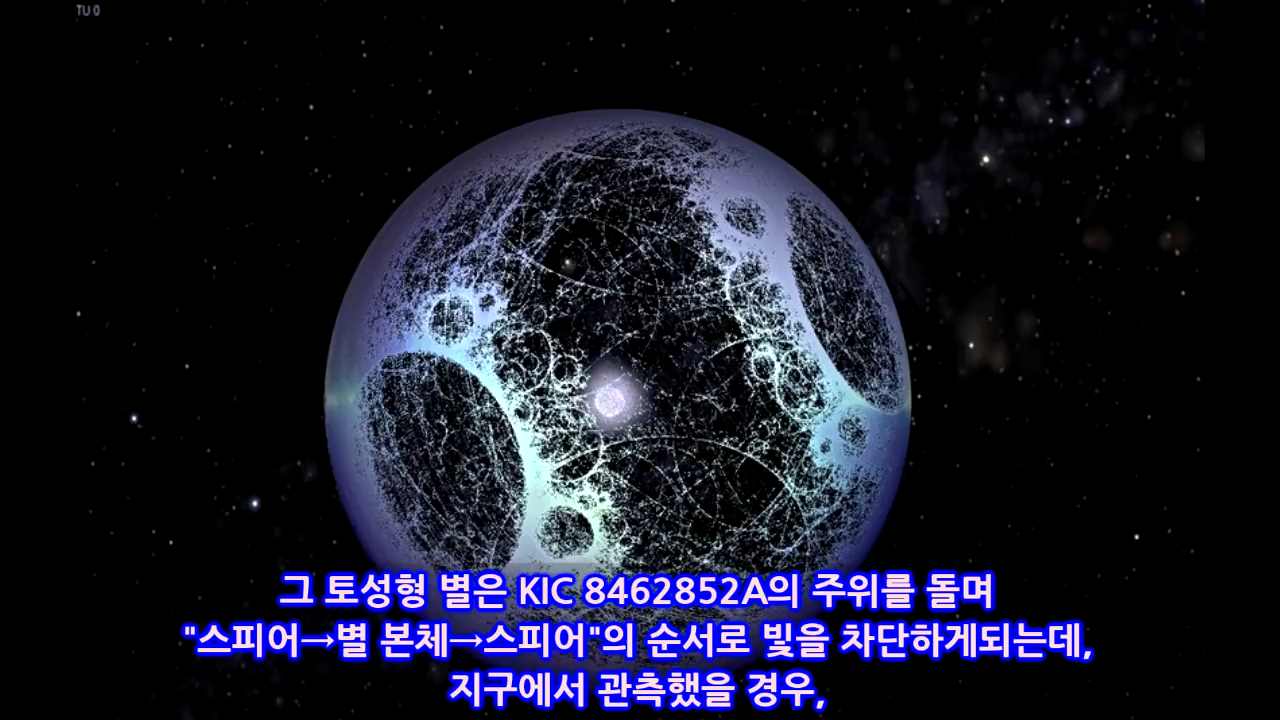 TU 0
그 토성형 별은 KIC 8462852A의 주위를 돌며
"스피어→별 본체→스피어"의 순서로 빛을 차단하게되는데,
지구에서 관측했을 경우,